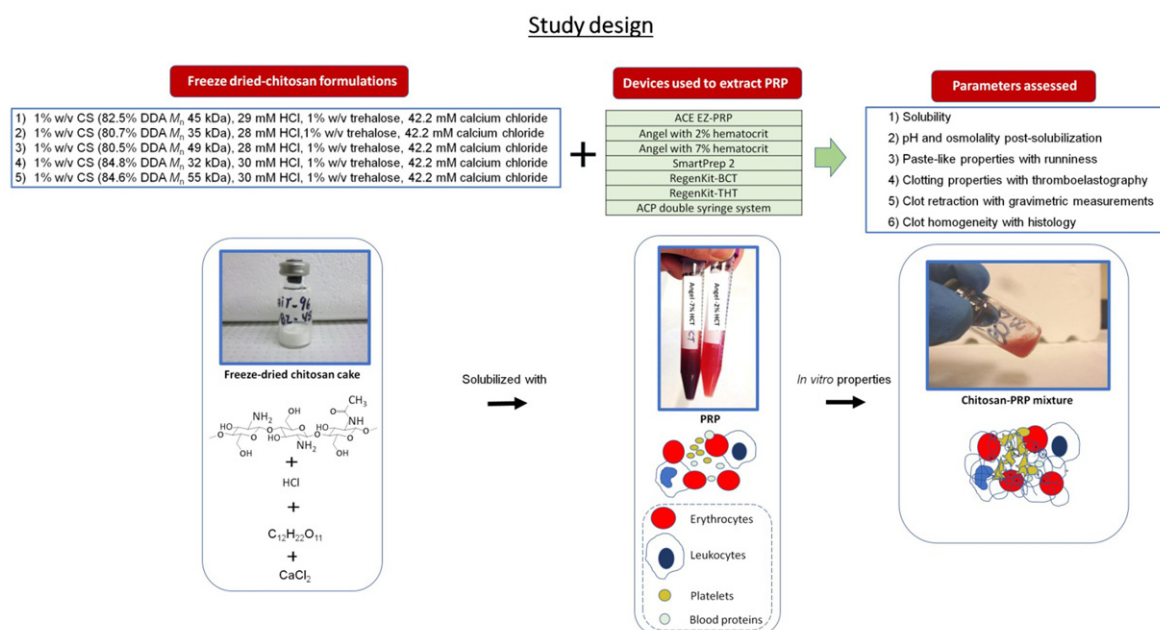 Study design
Freeze dried-chitosan formulations
1) 1% w/v CS (82.5% DDA Mn 45 kDa), 29 mM HCl, 1% w/v trehalose, 42.2 mM calcium chloride
2) 1% w/v CS (80.7% DDA Mn 35 kDa), 28 mM HCl,1% w/v trehalose, 42.2 mM calcium chloride
3) 1% w/v CS (80.5% DDA Mn 49 kDa), 28 mM HCl, 1% w/v trehalose, 42.2 mM calcium chloride
4) 1% w/v CS (84.8% DDA Mn 32 kDa), 30 mM HCl, 1% w/v trehalose, 42.2 mM calcium chloride
5) 1% w/v CS (84.6% DDA Mn 55 kDa), 30 mM HCl, 1% w/v trehalose, 42.2 mM calcium chloride
+
Devices used to extract PRP
ACE EZ-PRP
Angel with 2% hematocrit
Angel with 7% hematocrit
SmartPrep 2
RegenKit-BCT
RegenKit-THT
ACP double syringe system
Parameters assessed
1) Solubility
2) pH and osmolality post-solubilization
3) Paste-like properties with runniness
4) Clotting properties with thromboelastography
5) Clot retraction with gravimetric measurements
6) Clot homogeneity with histology
Freeze-dried chitosan cake
CH3
NH2
HO
O
NH
OH
+
HCl
+
C12H22O11
+
CaCl2
Solubilized with
Angel -7% HCT
Angel -2% HCT
PRP
Erythrocytes
Leukocytes
Platelets
Blood proteins
In vitro properties
Chitosan-PRP mixture